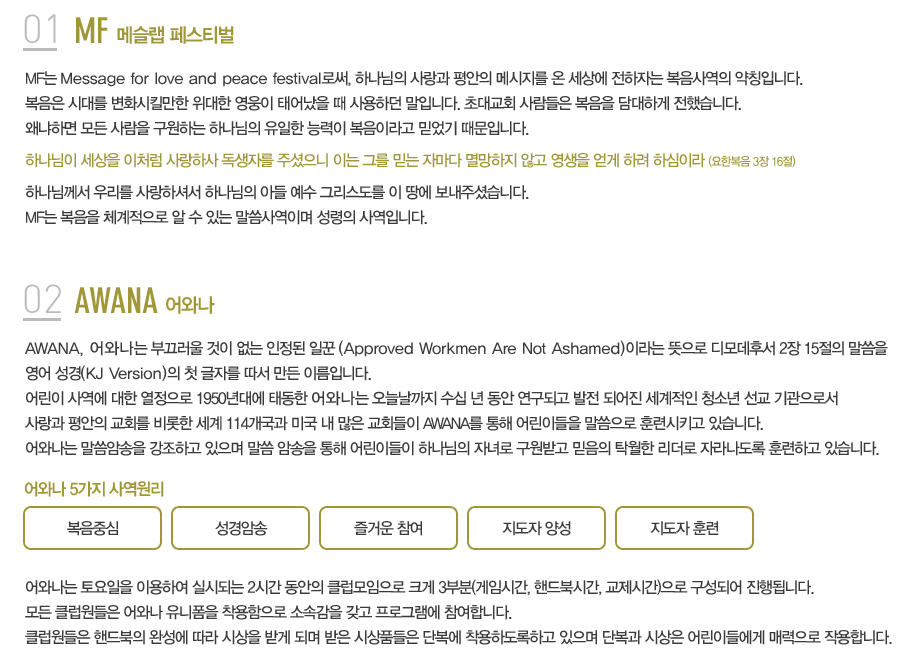 01 MF 메슬랩 페스티벌
MF는 Message for love and peace festival로써, 하나님의 사랑과 평안의 메시지를 온 세상에 전하자는 복음사역의 약칭입니다.
복음은 시대를 변화시킬만한 위대한 영웅이 태어났을 때 사용하던 말입니다. 초대교회 사람들은 복음을 담대하게 전했습니다.
왜냐하면 모든 사람을 구원하는 하나님의 유일한 능력이 복음이라고 믿었기 때문입니다.
하나님이 세상을 이처럼 사랑하사 독생자를 주셨으니 이는 그를 믿는 자마다 멸망하지 않고 영생을 얻게 하려 하심이라 (요한복음 3장 16절)
하나님께서 우리를 사랑하셔서 하나님의 아들 예수 그리스도를 이 땅에 보내주셨습니다.
MF는 복음을 체계적으로 알 수 있는 말씀사역이며 성령의 사역입니다.
02 AWANA 어와나
AWANA, 어와나는 부끄러울 것이 없는 인정된 일꾼 (Approved Workmen Are Not Ashamed)이라는 뜻으로 디모데후서 2장 15절의 말씀을
영어 성경(KJ Version)의 첫 글자를 따서 만든 이름입니다.
어린이 사역에 대한 열정으로 1950년대에 태동한 어와나는 오늘날까지 수십 년 동안 연구되고 발전 되어진 세계적인 청소년 선교 기관으로서
사랑과 평안의 교회를 비롯한 세계 114개국과 미국 내 많은 교회들이 AWANA를 통해 어린이들을 말씀으로 훈련시키고 있습니다.
어와나는 말씀암송을 강조하고 있으며 말씀 암송을 통해 어린이들이 하나님의 자녀로 구원받고 믿음의 탁월한 리더로 자라나도록 훈련하고 있습니다.
어와나 5가지 사역원리
복음중심 성경암송 즐거운 참여 지도자 양성 지도자 훈련
어와나는 토요일을 이용하여 실시되는 2시간 동안의 클럽모임으로 크게 3부분(게임시간, 핸드북시간, 교제시간)으로 구성되어 진행됩니다.
모든 클럽원들은 어와나 유니폼을 착용함으로 소속감을 갖고 프로그램에 참여합니다.
클럽원들은 핸드북의 완성에 따라 시상을 받게 되며 받은 시상품들은 단복에 착용하도록하고 있으며 단복과 시상은 어린이들에게 매력으로 작용합니다.